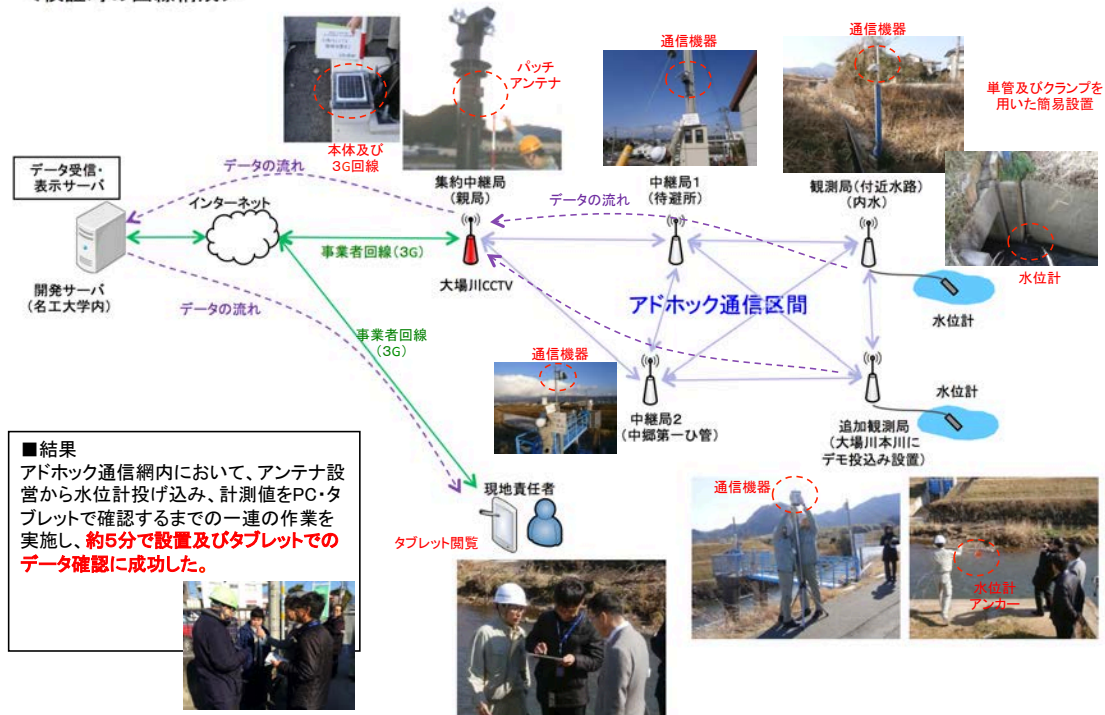 通信機器
通信機器
パッチ
アンテナ
単管及びクランプを
用いた簡易設置
本体及び
3G回線
データの流れ
データ受信・
表示サーバ
集約中継局
(親局)
中継局1
(待避所)
観測局(付近水路)
(内水)
インターネット
データの流れ
事業者回線(3G)
水位計
開発サーバ
(名工大学内)
大場川CCTV
データの流れ
アドホック通信区間
水位計
事業者回線
(3G)
通信機器
水位計
中継局2
(中郷第一ひ管)
追加観測局
(大場川本川に
デモ投込み設置)
■結果
アドホック通信網内において、アンテナ設
営から水位計投げ込み、計測値をPC・タ
ブレットで確認するまでの一連の作業を
実施し、約5分で設置及びタブレットでの
データ確認に成功した。
現地責任者
通信機器
タブレット閲覧
水位計
アンカー